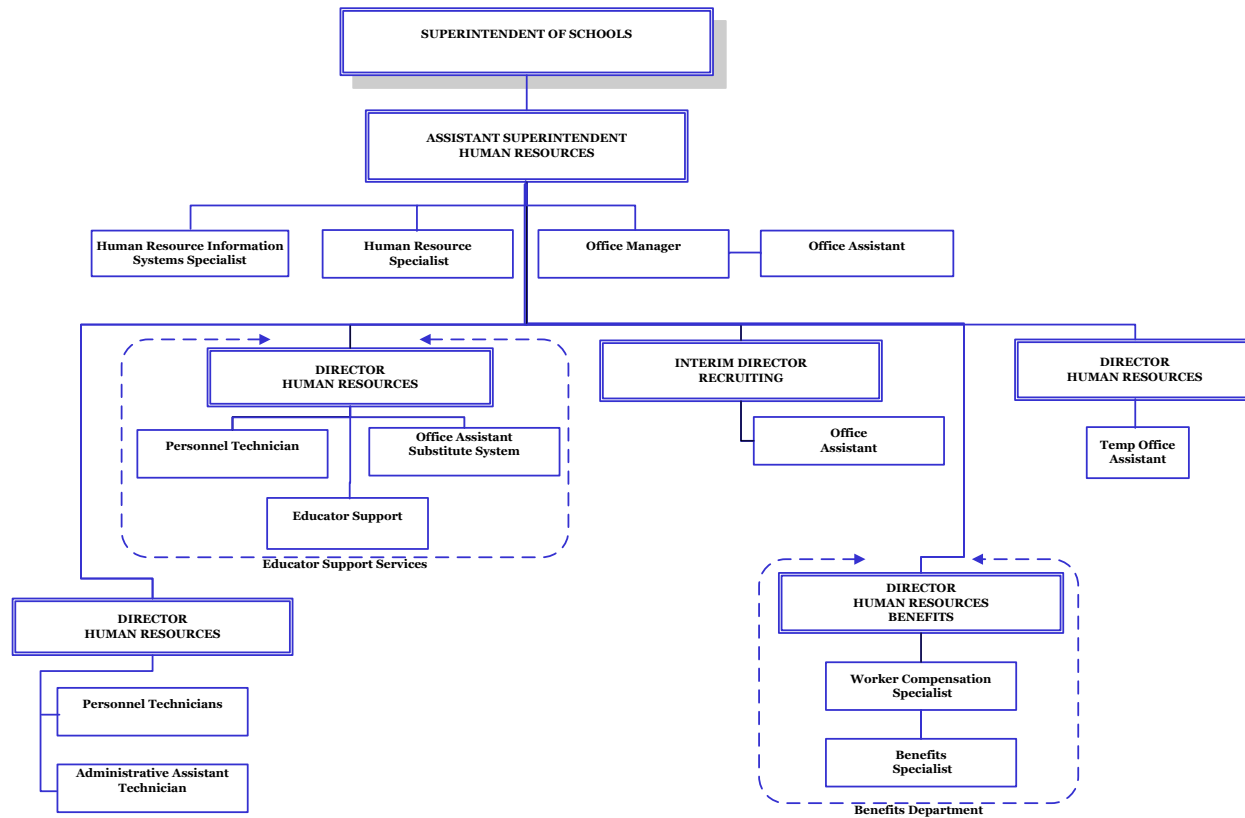 SUPERINTENDENT OF SCHOOLS
ASSISTANT SUPERINTENDENT
HUMAN RESOURCES
Human Resource Information
Systems Specialist
Human Resource
Specialist
Office Manager
Office Assistant
DIRECTOR
HUMAN RESOURCES
INTERIM DIRECTOR
RECRUITING
DIRECTOR
HUMAN RESOURCES
Personnel Technician
Office Assistant
Substitute System
Office
Assistant
Temp Office
Assistant
Educator Support
Educator Support Services
DIRECTOR
HUMAN RESOURCES
DIRECTOR
HUMAN RESOURCES
BENEFITS
Personnel Technicians
Worker Compensation
Specialist
Administrative Assistant
Technician
Benefits
Specialist
Benefits Department